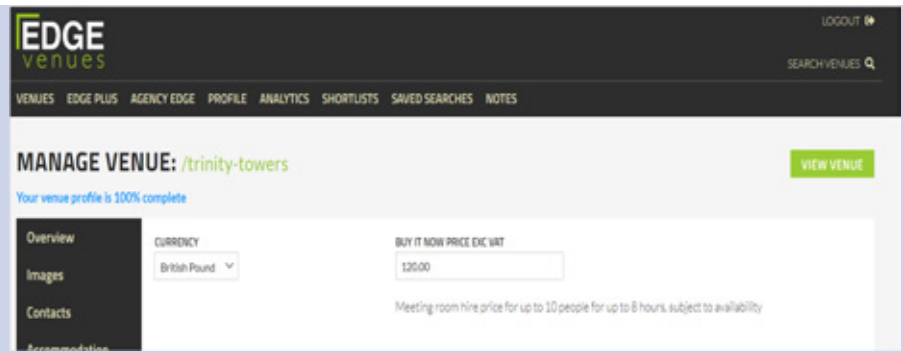 EDGE
venues
LOGOUT
SEARCH VENUES
VENUES EDGE PLUS AGENCY EDGE PROFILE ANALYTICS SHORTLISTS SAVED SEARCHES NOTES
MANAGE VENUE: /trinity-towers
VIEW VENUE
Your venue profile is 100% complete
Overview
Images
Contacts
Accommodation
CURRENCY
British Pound
BUY IT NOW PRICE EXC VAT
120.00
Meeting room hire price for up to 10 people for up to 8 hours, subject to availability